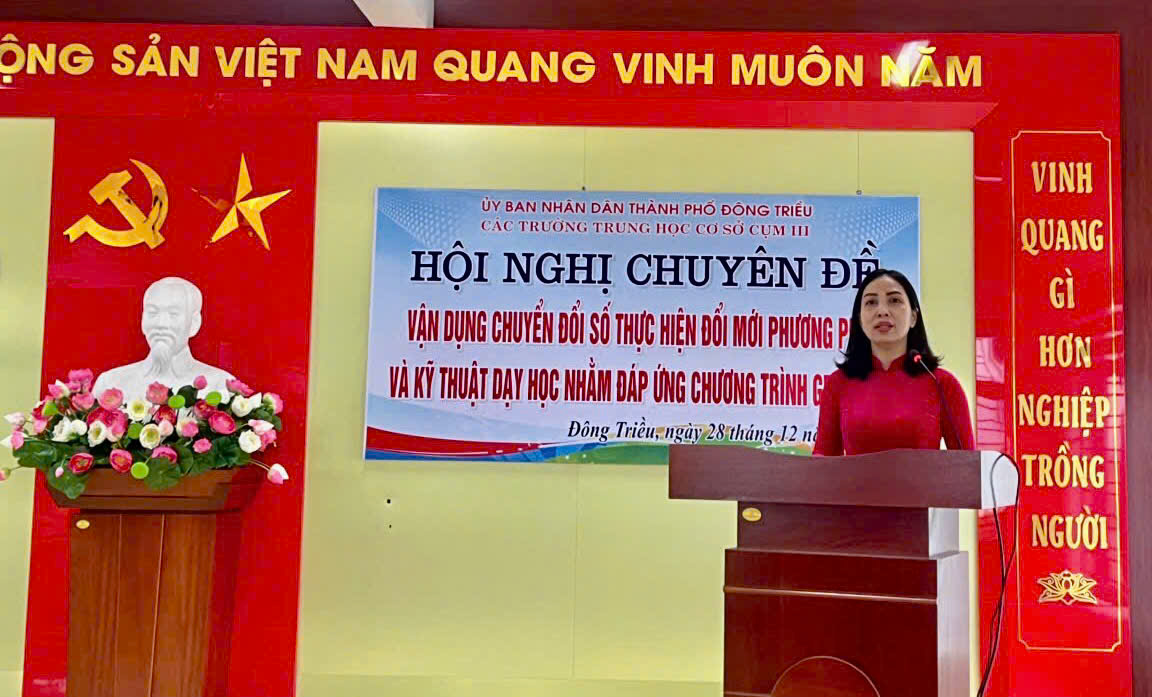 ỘNG SẢN VIỆT NAM QUANG VINH MUÔN NĂM
ỦY BAN NHÂN DÂN THÀNH PHỐ ĐÔNG TRIỀU
CÁC TRƯỜNG TRUNG HỌC CƠ SỞ CỤM III
HỘI NGHỊ CHUYÊN ĐỀ
VẬN DỤNG CHUYỂN ĐỔI SỐ THỰC HIỆN ĐỔI MỚI PHƯƠNG P
VÀ KỸ THUẬT DẠY HỌC NHẰM ĐÁP ỨNG CHƯƠNG TRÌNH G
Đông Triều, ngày 28 tháng 12
VINH
QUANG
GÌ
HƠN
NGHIỆP
TRỒNG
NGƯỜI